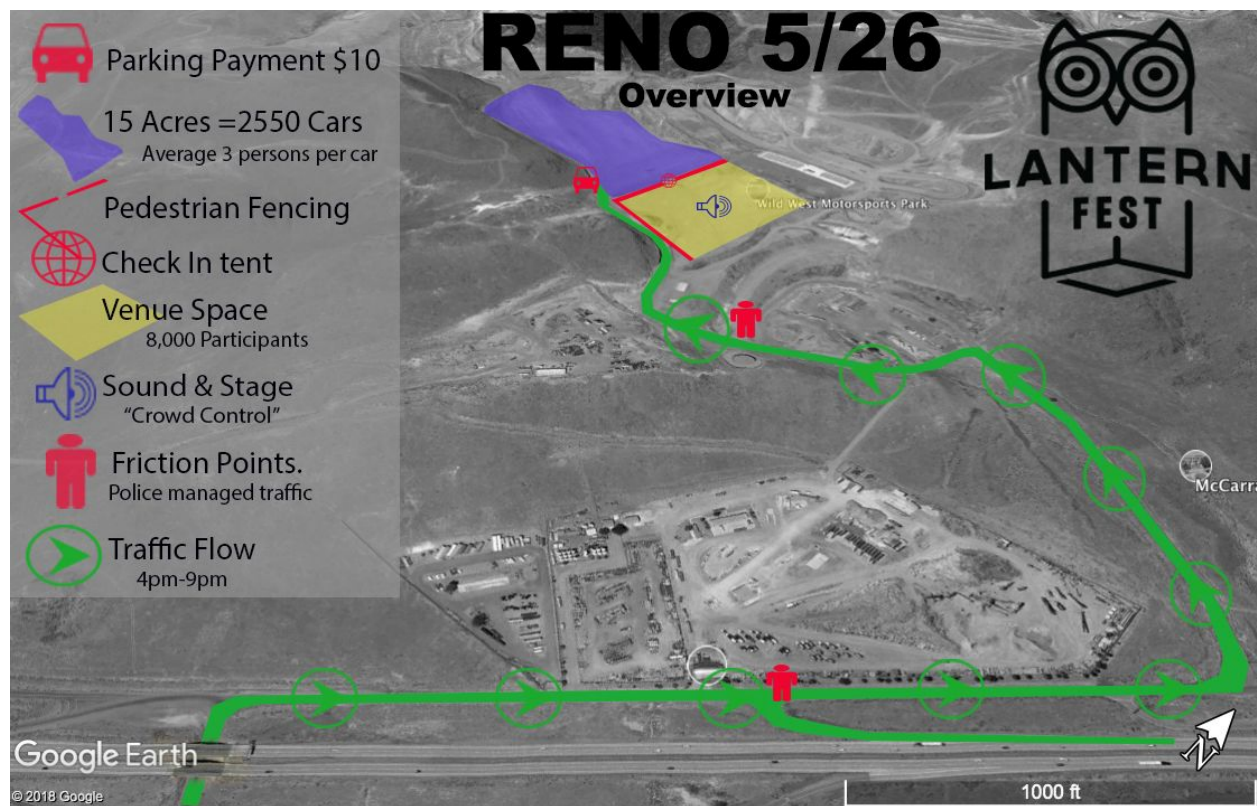 RENO 5/26
Overview
LANTERN
FEST
Parking Payment $10
15 Acres =2550 Cars
Average 3 persons per car
Pedestrian Fencing
Check In tent
Venue Space
8,000 Participants
Sound & Stage
“Crowd Control”
Friction Points.
Police managed traffic
Traffic Flow
4pm-9pm
Wild West Motorsports Park
McCarra
Google Earth
© 2018 Google
N
1000 ft